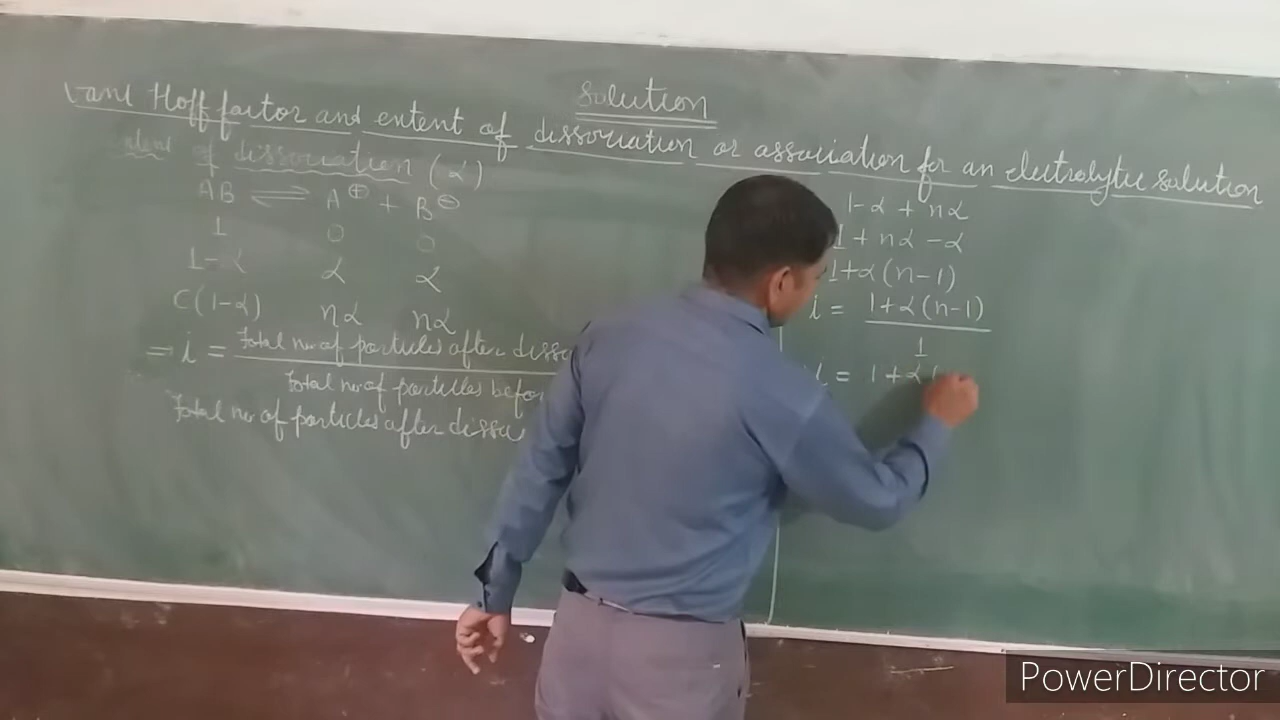 Solution
Vant Hoff factor and extent of dissociation or association for an electrolytic solution
extent of dissociation (α)
AB ⇌ A⊕ + B⊖
1 0 0
1-α α α
C(1-α) nα nα
⇒ i = Total no of particles after disso
Total no of particles befor
Total no of particles after disso
1-α + nα
1 + nα - α
1+α(n-1)
i = 1+α(n-1)
1
i = 1+α(
PowerDirector